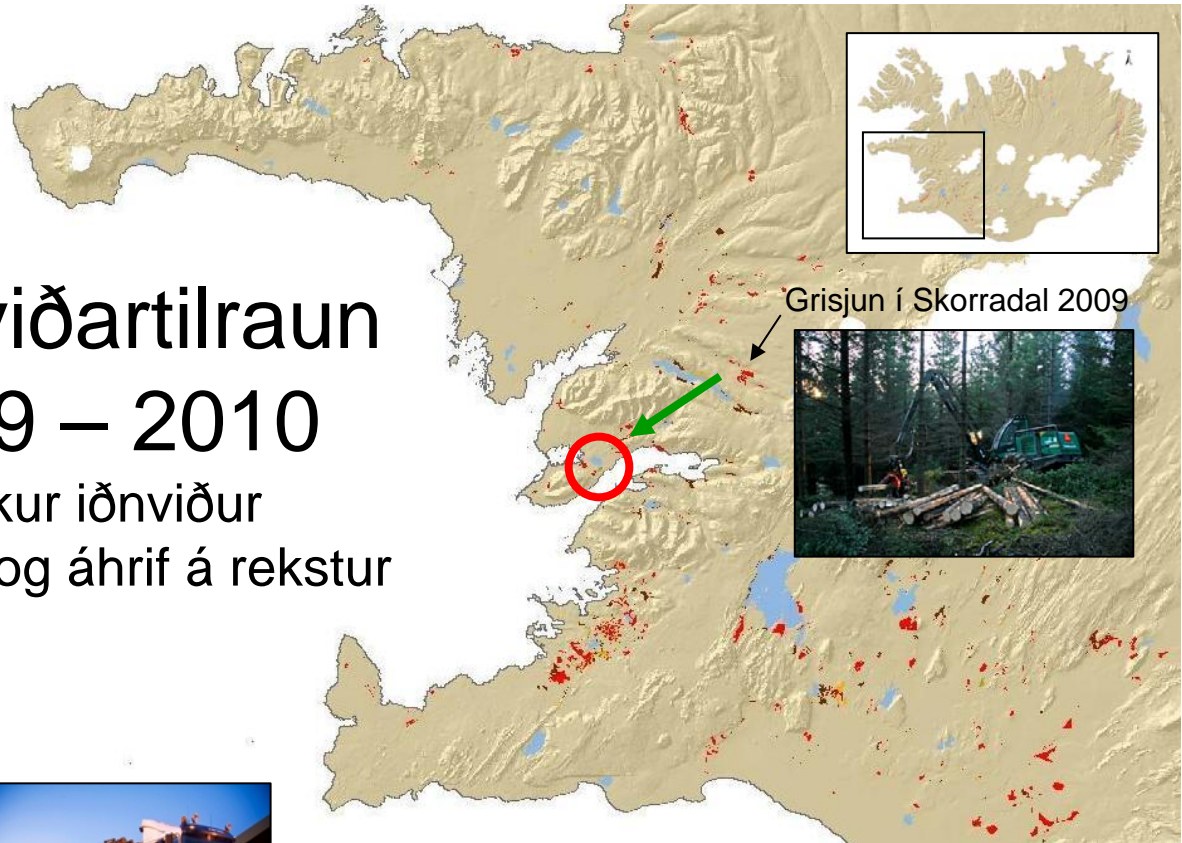 viðartilraun
9 – 2010
kur iðnviður
og áhrif á rekstur
Grisjun í Skorradal 2009